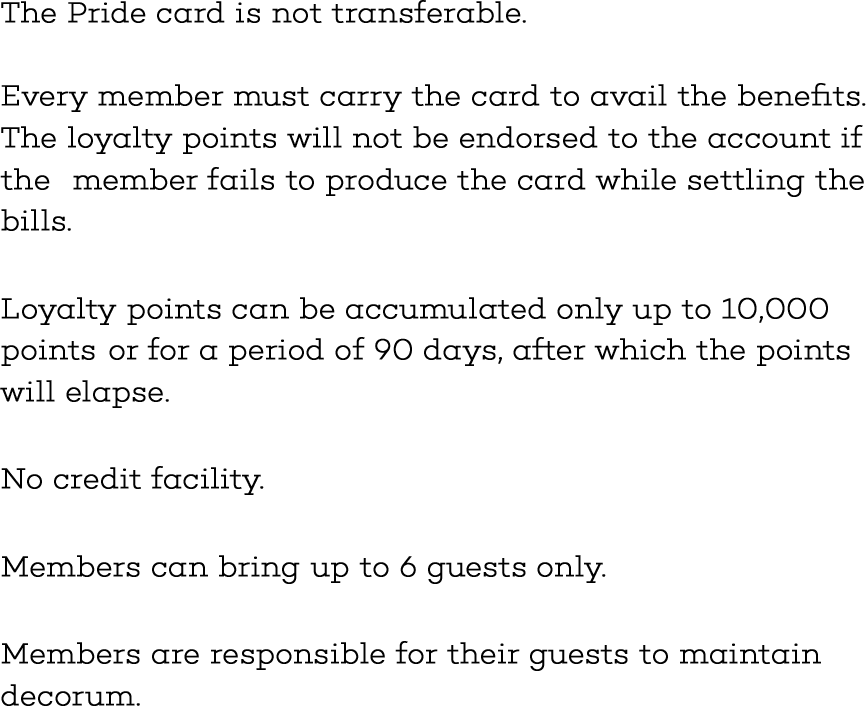 The Pride card is not transferable.
Every member must carry the card to avail the benefits.
The loyalty points will not be endorsed to the account if
the member fails to produce the card while settling the
bills.
Loyalty points can be accumulated only up to 10,000
points or for a period of 90 days, after which the points
will elapse.
No credit facility.
Members can bring up to 6 guests only.
Members are responsible for their guests to maintain
decorum.